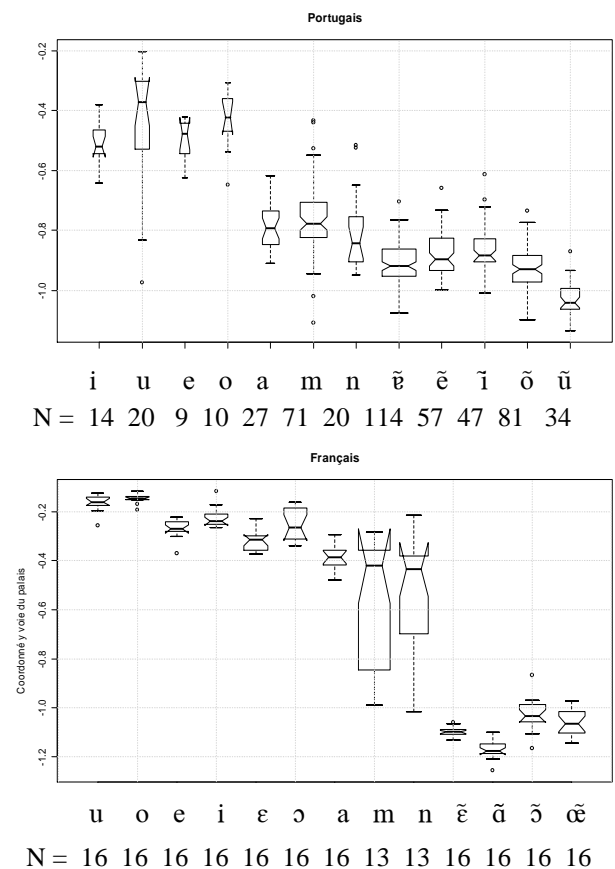 Portugais
-0.2
-0.4
-0.6
-0.8
-1.0
i u e o a m n ɐ̃ ẽ ĩ õ ũ
N = 14 20 9 10 27 71 20 114 57 47 81 34
Français
Coordonné y voie du palais
-0.2
-0.4
-0.6
-0.8
-1.0
-1.2
u o e i ɛ ɔ a m n ɛ̃ ɑ̃ ɔ̃ œ̃
N = 16 16 16 16 16 16 16 13 13 16 16 16 16